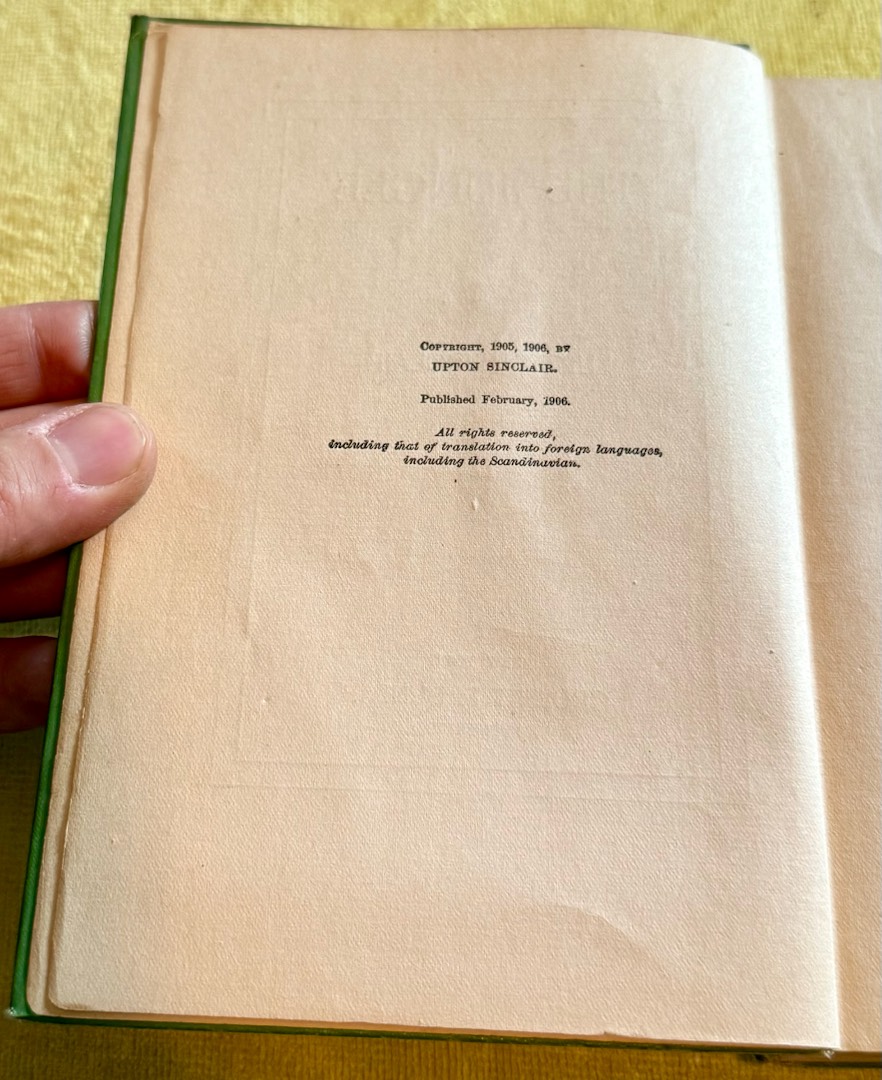 COPYRIGHT, 1905, 1906, BY
UPTON SINCLAIR.
Published February, 1906.
All rights reserved,
including that of translation into foreign languages,
including the Scandinavian.